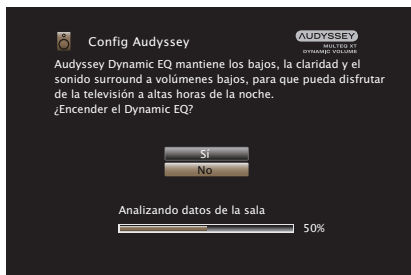 Config Audyssey
AUDYSSEY
MULTEQ XT
DYNAMIC VOLUME
Audyssey Dynamic EQ mantiene los bajos, la claridad y el
sonido surround a volúmenes bajos, para que pueda disfrutar
de la televisión a altas horas de la noche.
¿Encender el Dynamic EQ?
Sí
No
Analizando datos de la sala
50%